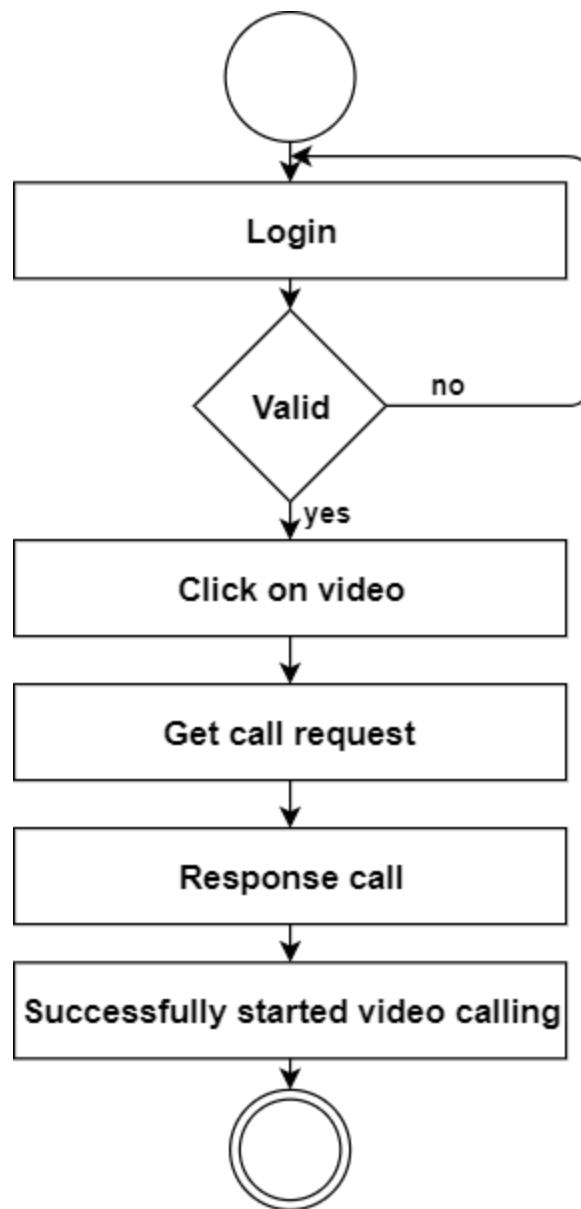 Login
Valid
no
yes
Click on video
Get call request
Response call
Successfully started video calling